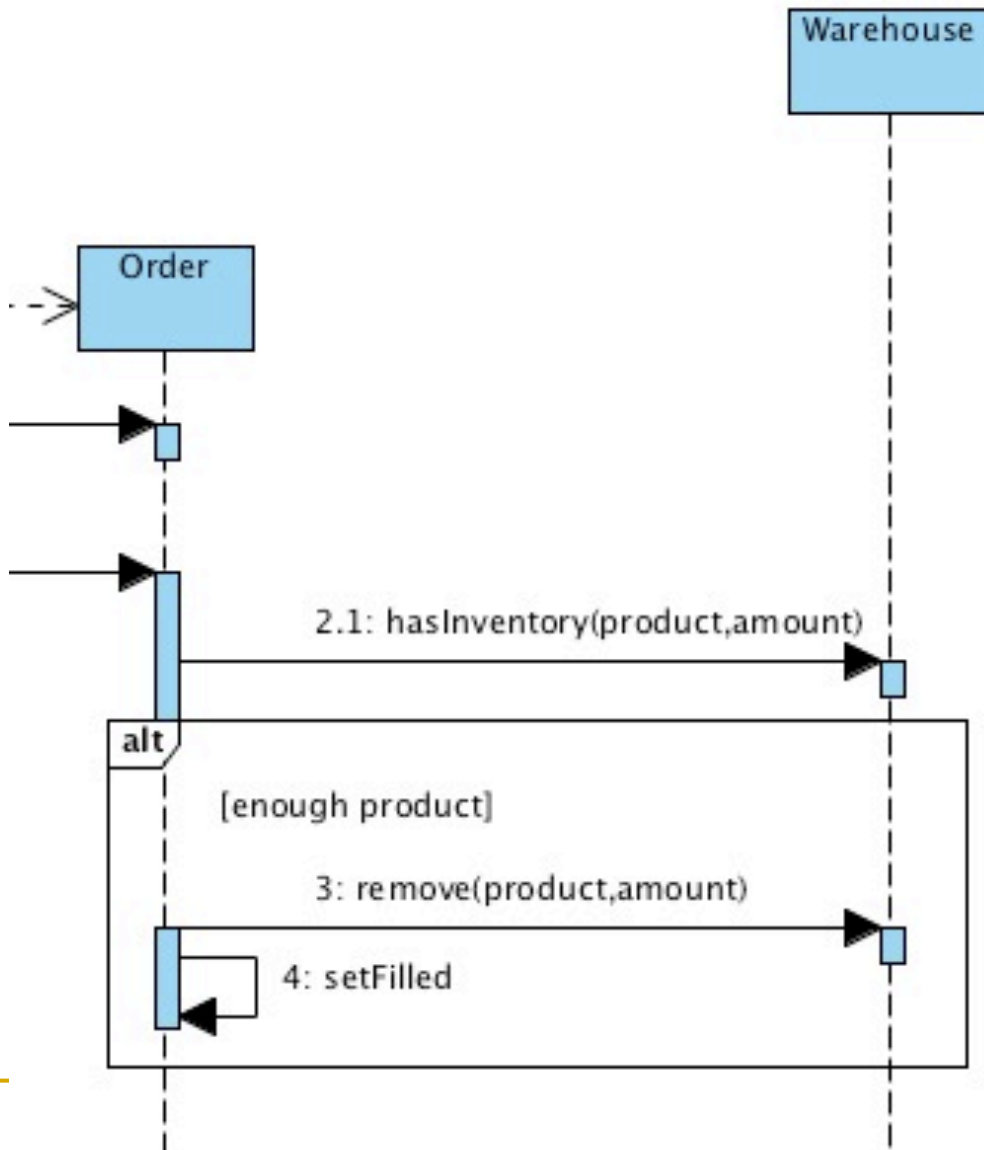 Warehouse
Order
2.1: hasInventory(product,amount)
alt
[enough product]
3: remove(product,amount)
4: setFilled